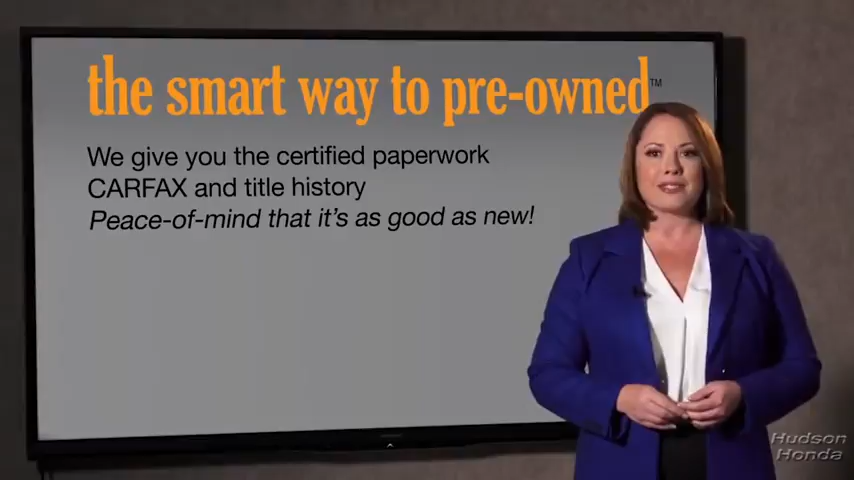 the smart way to pre-owned™
We give you the certified paperwork
CARFAX and title history
Peace-of-mind that it's as good as new!
Hudson
Honda